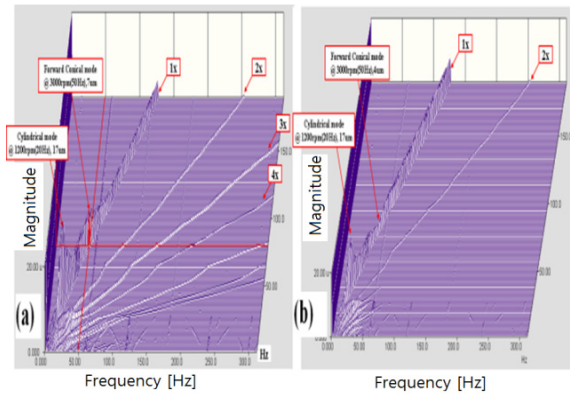 Forward Conical mode
@ 3000rpm(50Hz),7um
1x
2x
Cylindrical mode
@ 1200rpm(20Hz), 17um
3x
4x
150.0
100.0
50.00
Magnitude
20.00 u
0.000
(a)
0.000
50.00
100.0
150.0
200.0
250.0
300.0
Hz
Frequency [Hz]
Forward Conical mode
@ 3000rpm(50Hz),4um
1x
2x
Cylindrical mode
@ 1200rpm(20Hz), 17um
150.0
100.0
50.00
Magnitude
20.00 u
0.000
(b)
0.000
50.00
100.0
150.0
200.0
250.0
300.0
Hz
Frequency [Hz]